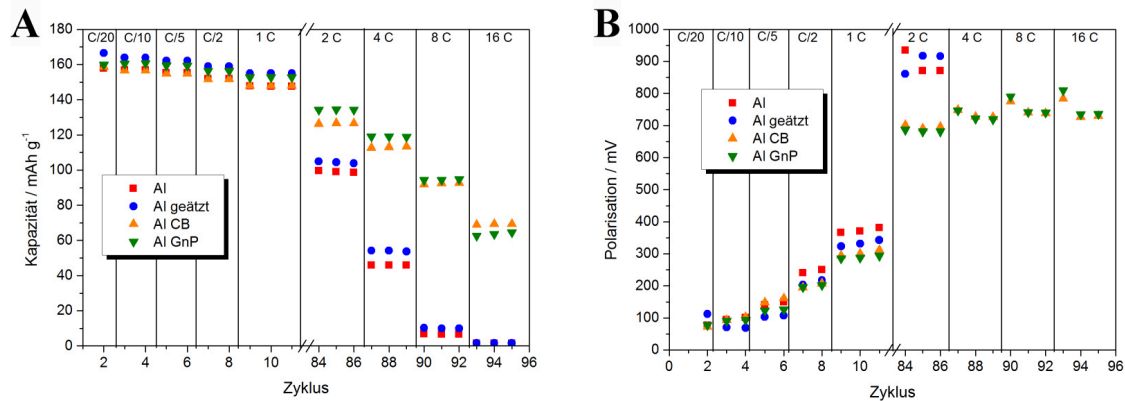 A
C/20 C/10 C/5 C/2 1 C 2 C 4 C 8 C 16 C
180
160
140
120
100
80
60
40
20
0
Kapazität / mAh g⁻¹
Al
Al geätzt
Al CB
Al GnP
2 4 6 8 10 84 86 88 90 92 94 96
Zyklus
B
C/20 C/10 C/5 C/2 1 C 2 C 4 C 8 C 16 C
1000
900
800
700
600
500
400
300
200
100
0
Polarisation / mV
Al
Al geätzt
Al CB
Al GnP
0 2 4 6 8 10 84 86 88 90 92 94 96
Zyklus